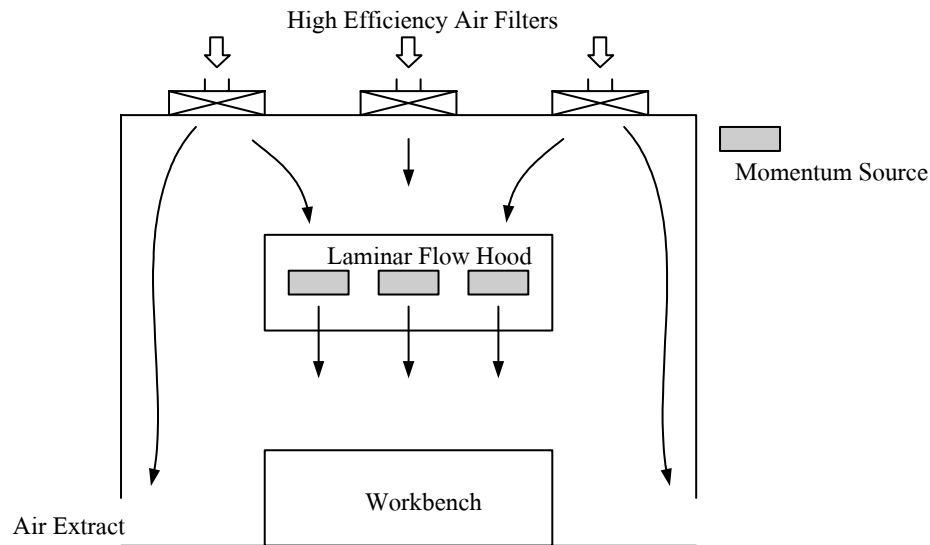 High Efficiency Air Filters
Momentum Source
Laminar Flow Hood
Workbench
Air Extract